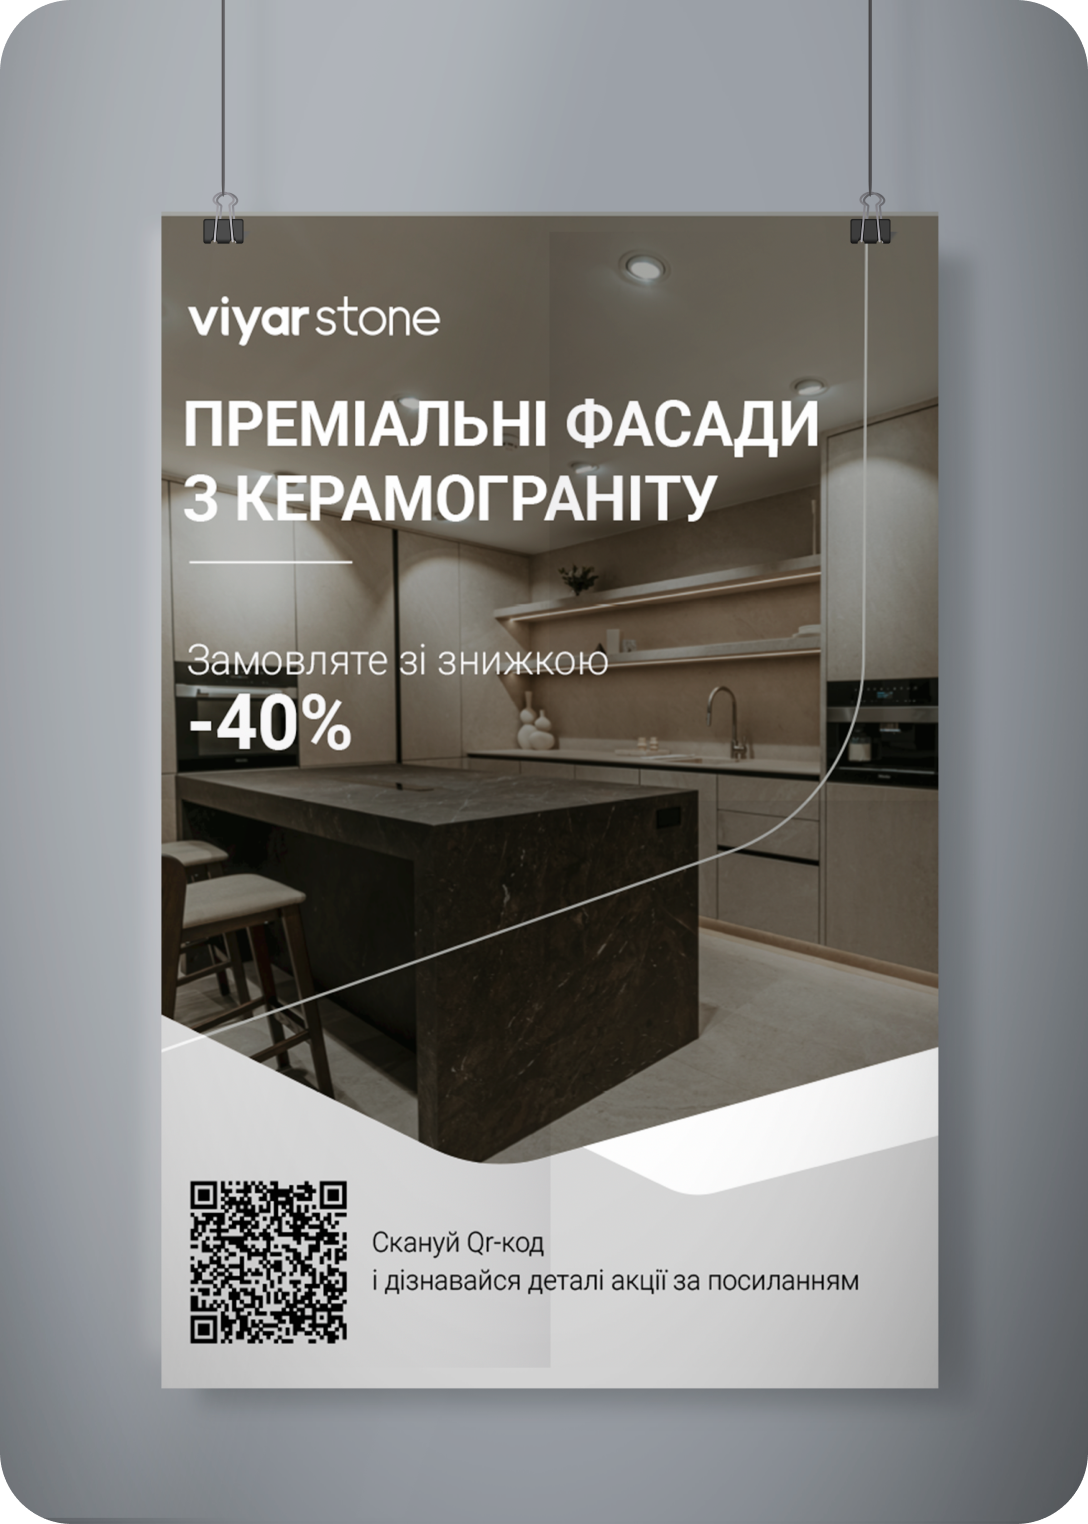 viyar stone
ПРЕМІАЛЬНІ ФАСАДИ
З КЕРАМОГРАНІТУ
Замовляте зі знижкою
-40%
Скануй Qr-код
і дізнавайся деталі акції за посиланням